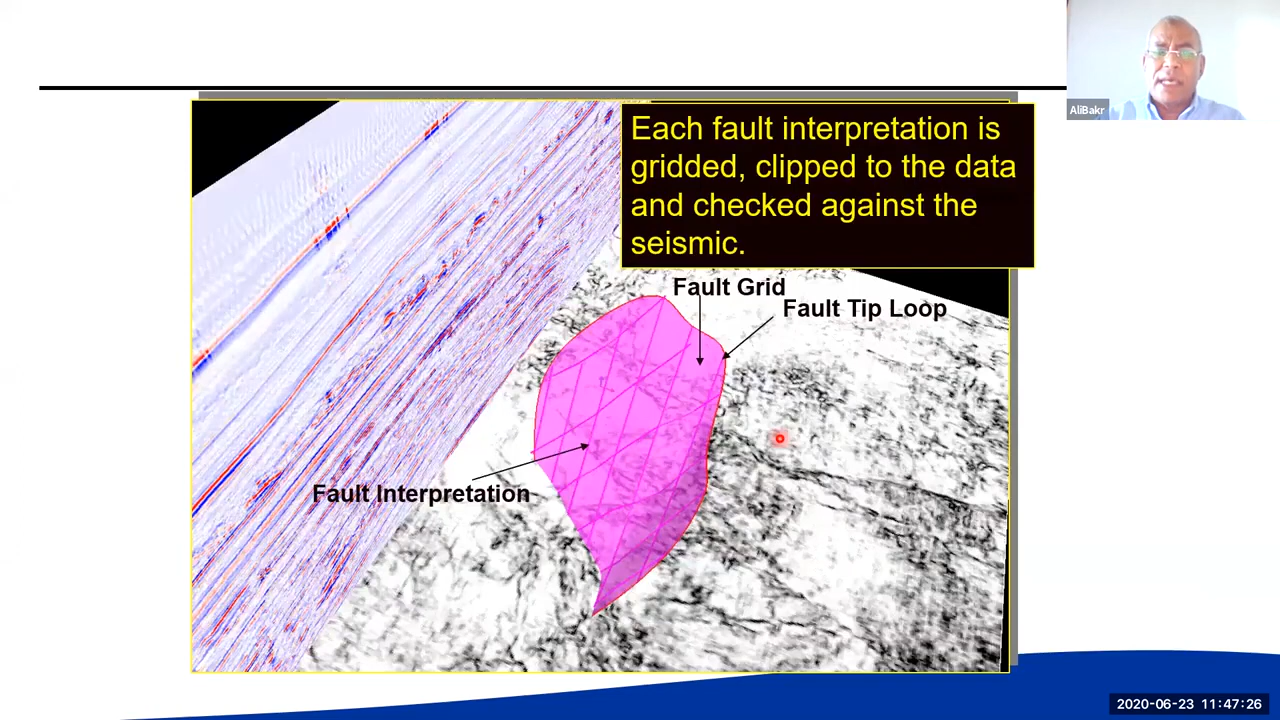 AliBakr
Each fault interpretation is
gridded, clipped to the data
and checked against the
seismic.
Fault Grid
Fault Tip Loop
Fault Interpretation
2020-06-23 11:47:26